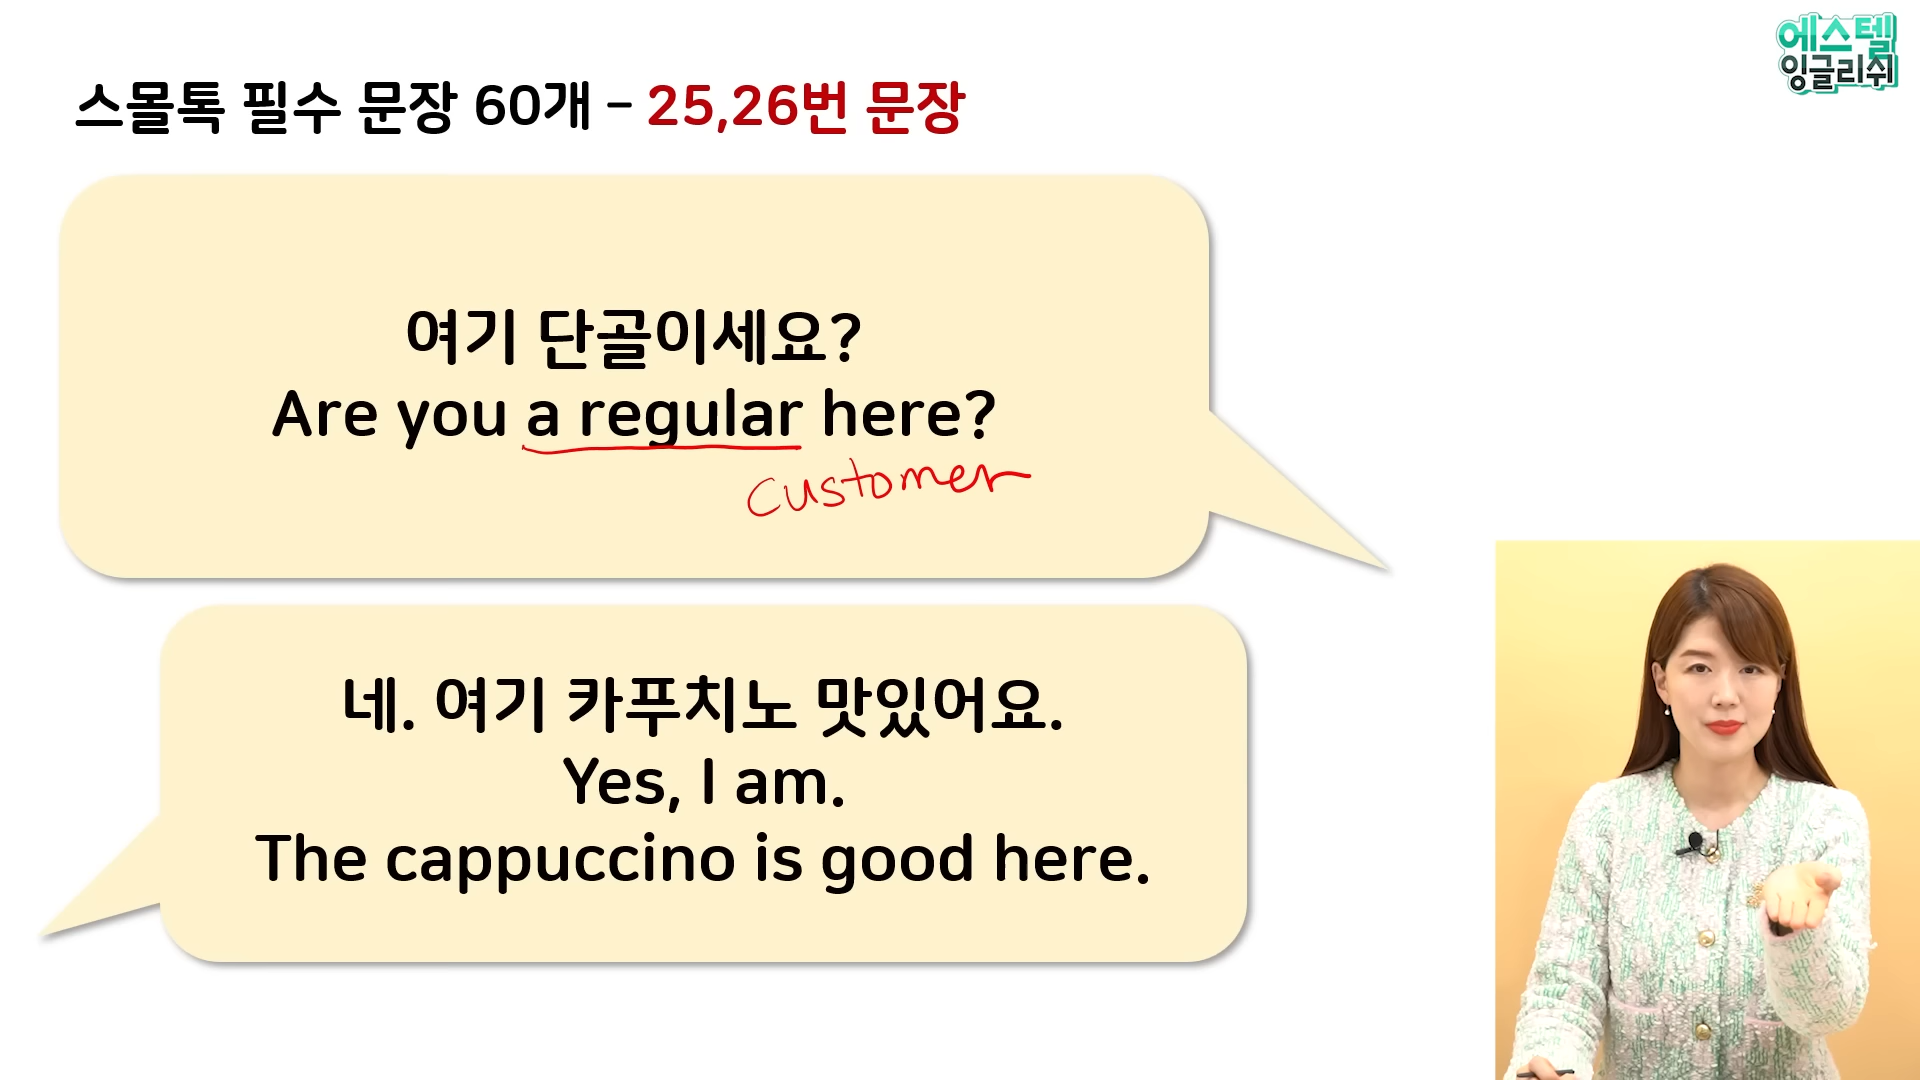 에스텔
잉글리쉬
스몰톡 필수 문장 60개 – 25,26번 문장
여기 단골이세요?
Are you a regular here?
customer
네. 여기 카푸치노 맛있어요.
Yes, I am.
The cappuccino is good here.